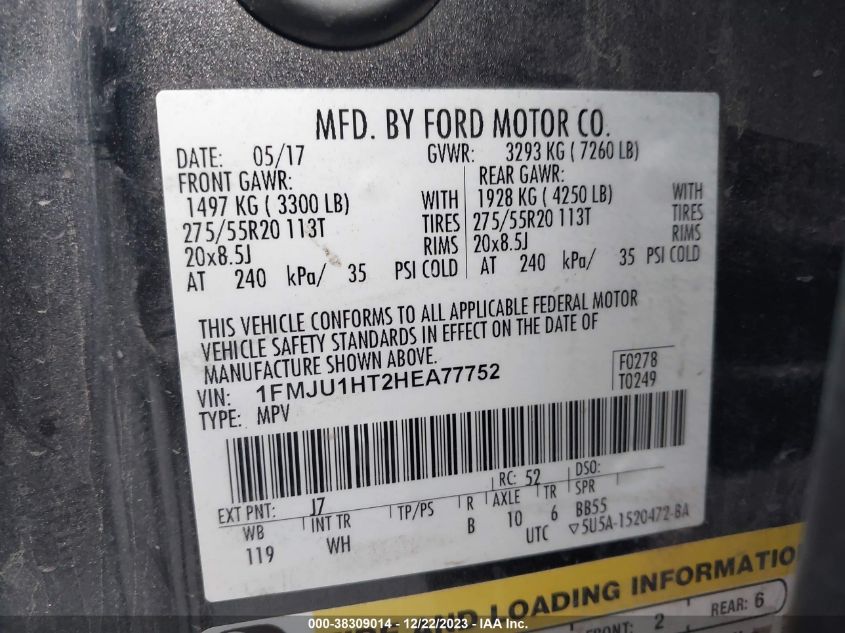 MFD. BY FORD MOTOR CO.
DATE: 05/17 GVWR: 3293 KG ( 7260 LB)
FRONT GAWR: REAR GAWR:
1497 KG ( 3300 LB) WITH 1928 KG ( 4250 LB) WITH
275/55R20 113T TIRES 275/55R20 113T TIRES
20x8.5J RIMS 20x8.5J RIMS
AT 240 kPa/ 35 PSI COLD AT 240 kPa/ 35 PSI COLD
THIS VEHICLE CONFORMS TO ALL APPLICABLE FEDERAL MOTOR
VEHICLE SAFETY STANDARDS IN EFFECT ON THE DATE OF
MANUFACTURE SHOWN ABOVE.
F0278
VIN: 1FMJU1HT2HEA77752
T0249
TYPE: MPV
EXT PNT: J7 RC: 52 DSO:
WB INT TR TP/PS R AXLE TR SPR
119 WH B 10 6 BB55
UTC ▽5U5A-1520472-BA
TIRE AND LOADING INFORMATIO
FRONT: 2 REAR: 6
000-38309014 - 12/22/2023 - IAA Inc.